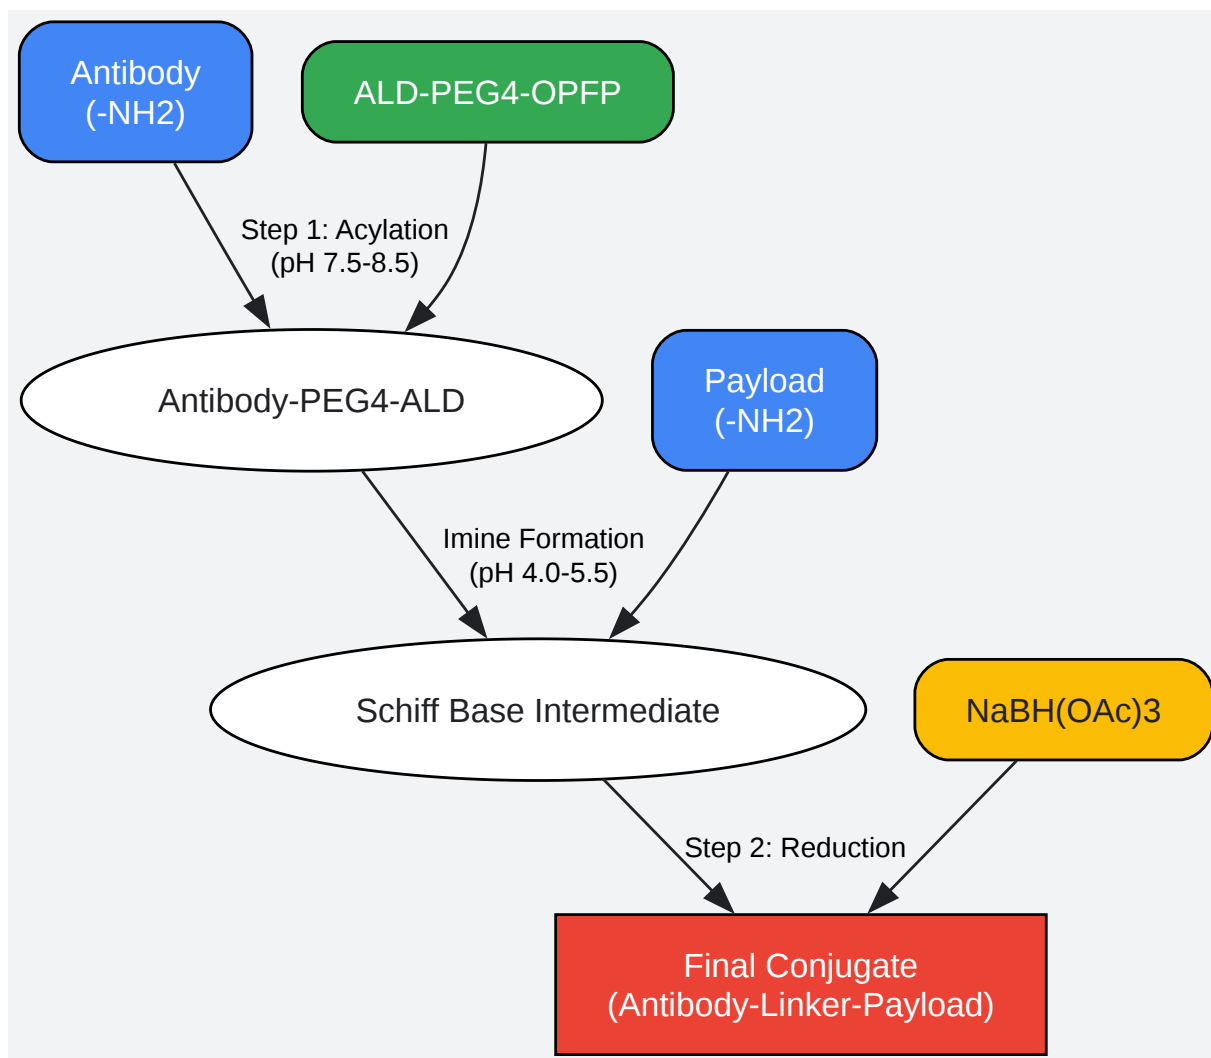 Antibody
(-NH2)
ALD-PEG4-OPFP
Step 1: Acylation
(pH 7.5-8.5)
Antibody-PEG4-ALD
Payload
(-NH2)
Imine Formation
(pH 4.0-5.5)
Schiff Base Intermediate
NaBH(OAc)3
Step 2: Reduction
Final Conjugate
(Antibody-Linker-Payload)